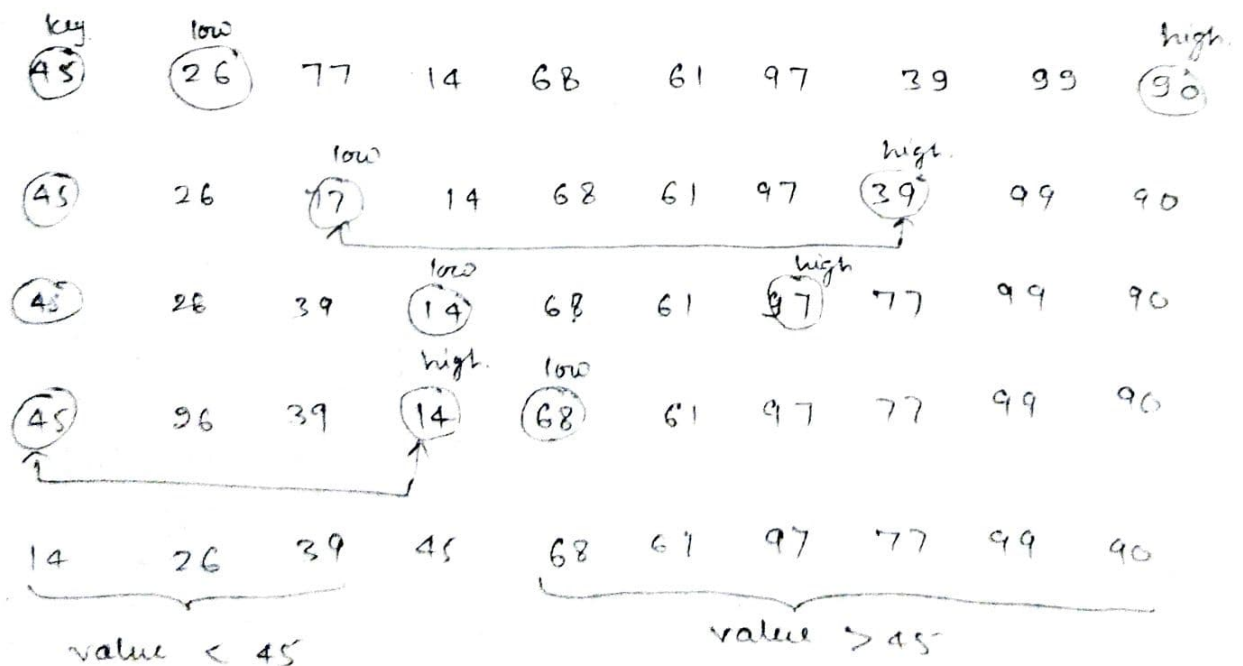 key low high.
45 26 77 14 68 61 97 39 99 90
low high.
45 26 77 14 68 61 97 39 99 90
low high
45 26 39 14 68 61 97 77 99 90
high. low
45 96 39 14 68 61 97 77 99 90
14 26 39 45 68 61 97 77 99 90
value < 45 value > 45